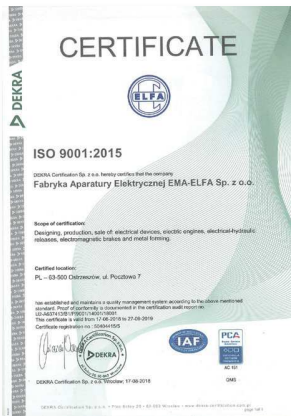 CERTIFICATE
ELFA
DEKRA
ISO 9001:2015
DEKRA Certification Sp. z o.o. hereby certifies that the company
Fabryka Aparatury Elektrycznej EMA-ELFA Sp. z o.o.
Scope of certification:
Designing, production, sale of: electrical devices, electric engines, electrical-hydraulic
releases, electromagnetic brakes and metal forming.
Certified location:
PL – 63-500 Ostrzeszów, ul. Pocztowa 7
has established and maintains a quality management system according to the above mentioned
standard. Proof of conformity is documented in the certification audit report no.
This certificate is valid from 17-08-2018 to 27-08-2019
Certificate registration no.:
DEKRA
IAF
PCA
AC 101
QMS
DEKRA Certification Sp. z o.o. Wrocław; 17-08-2018